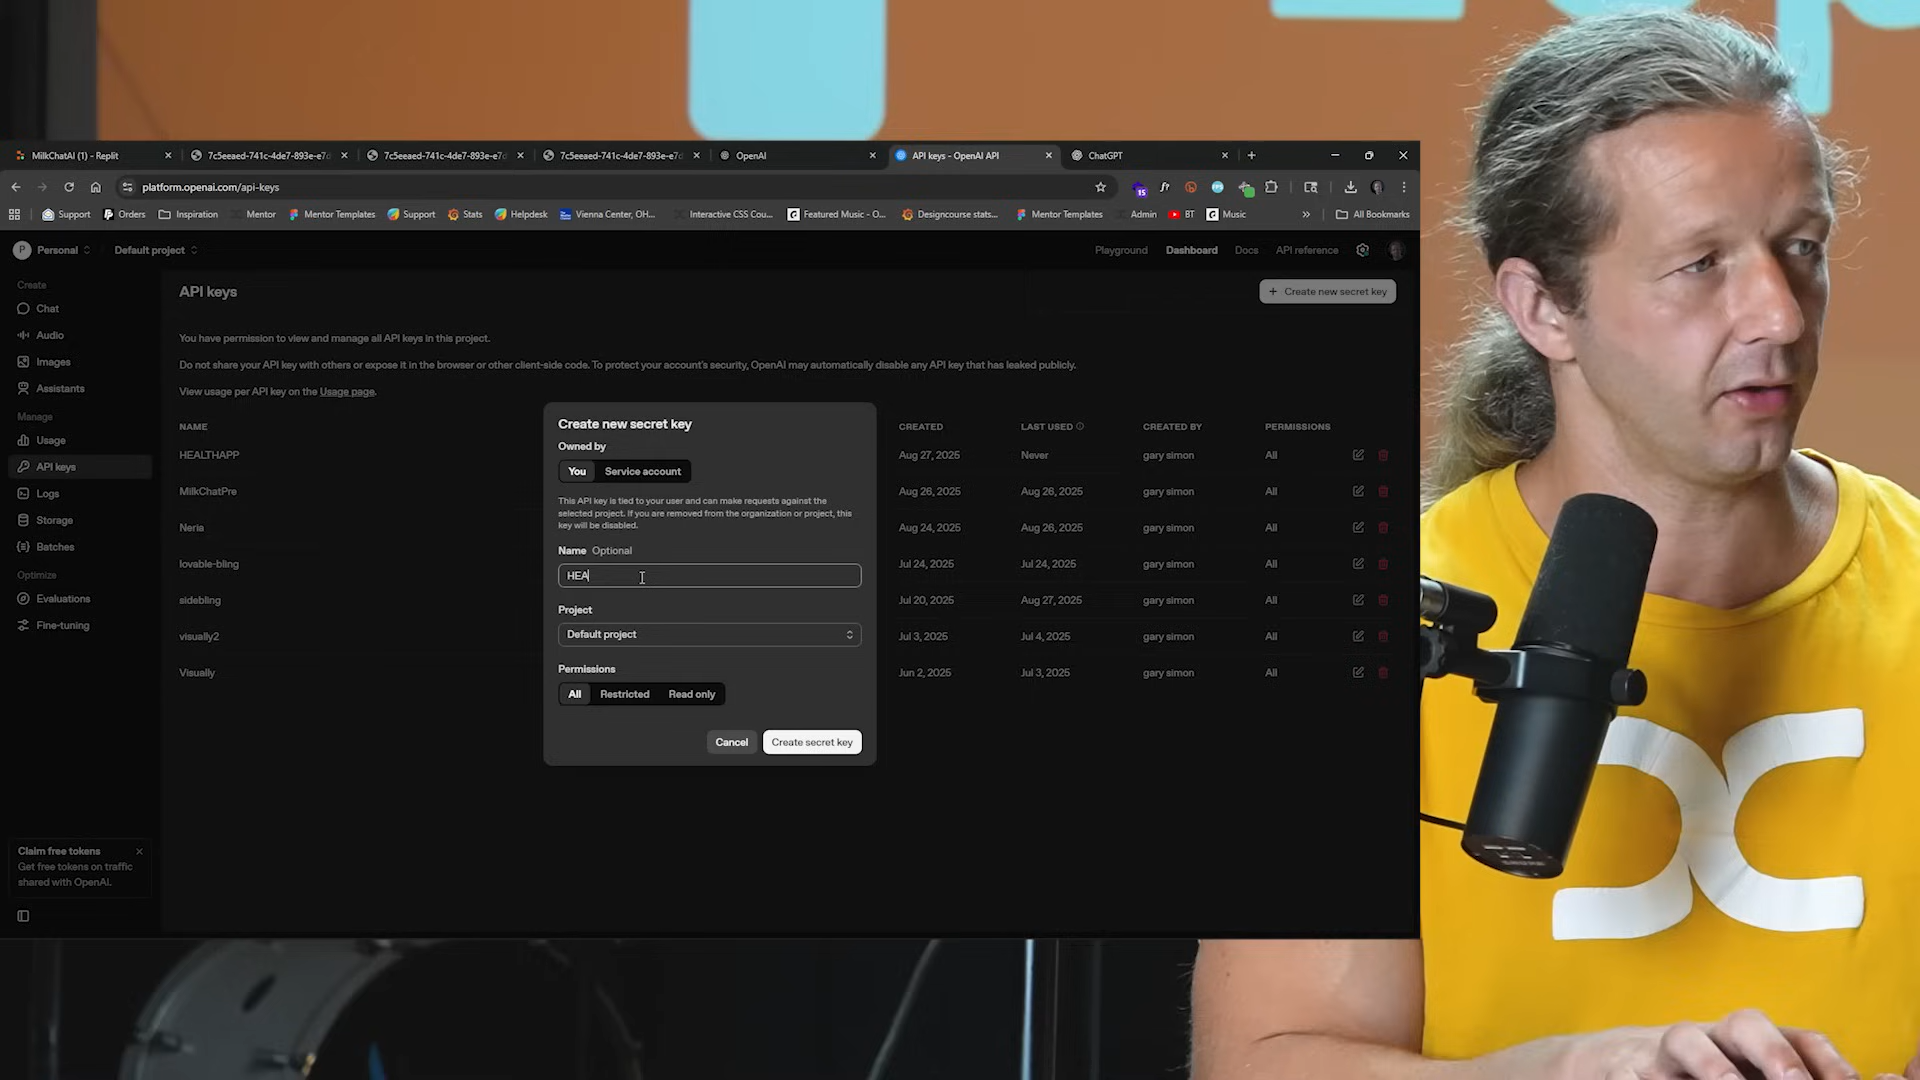 MilkChatAI (1) - Replit
7c5eeaed-741c-4de7-893e-e7d
7c5eeaed-741c-4de7-893e-e7d
7c5eeaed-741c-4de7-893e-e7d
OpenAI
API keys - OpenAI API
ChatGPT
platform.openai.com/api-keys
15
Support
Orders
Inspiration
Mentor
Mentor Templates
Support
Stats
Helpdesk
Vienna Center, OH...
Interactive CSS Cou...
Featured Music - O...
Designcourse stats...
Mentor Templates
Admin
BT
Music
All Bookmarks
P Personal
Default project
Playground
Dashboard
Docs
API reference
Create
Chat
Audio
Images
Assistants
Manage
Usage
API keys
Logs
Storage
Batches
Optimize
Evaluations
Fine-tuning
Claim free tokens
Get free tokens on traffic
shared with OpenAI.
API keys
+ Create new secret key
You have permission to view and manage all API keys in this project.
Do not share your API key with others or expose it in the browser or other client-side code. To protect your account's security, OpenAI may automatically disable any API key that has leaked publicly.
View usage per API key on the Usage page.
NAME CREATED LAST USED CREATED BY PERMISSIONS
HEALTHAPP Aug 27, 2025 Never gary simon All
MilkChatPre Aug 26, 2025 Aug 26, 2025 gary simon All
Neria Aug 24, 2025 Aug 26, 2025 gary simon All
lovable-bling Jul 24, 2025 Jul 24, 2025 gary simon All
sidebling Jul 20, 2025 Aug 27, 2025 gary simon All
visually2 Jul 3, 2025 Jul 4, 2025 gary simon All
Visually Jun 2, 2025 Jul 3, 2025 gary simon All
Create new secret key
Owned by
You
Service account
This API key is tied to your user and can make requests against the
selected project. If you are removed from the organization or project, this
key will be disabled.
Name Optional
HEA
Project
Default project
Permissions
All
Restricted
Read only
Cancel
Create secret key